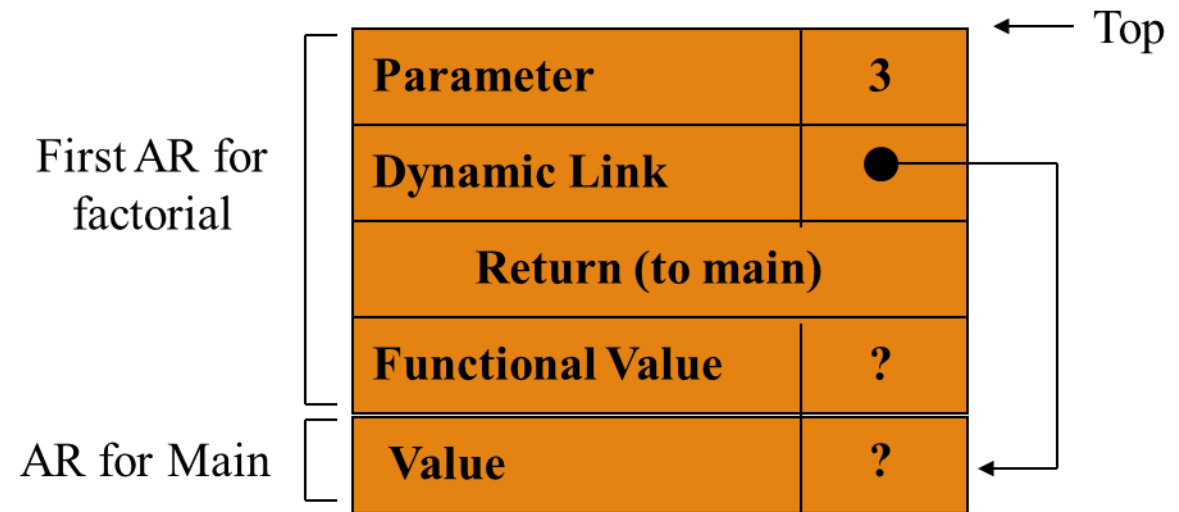 Top
Parameter 3
First AR for
factorial
Dynamic Link
Return (to main)
Functional Value ?
AR for Main
Value ?